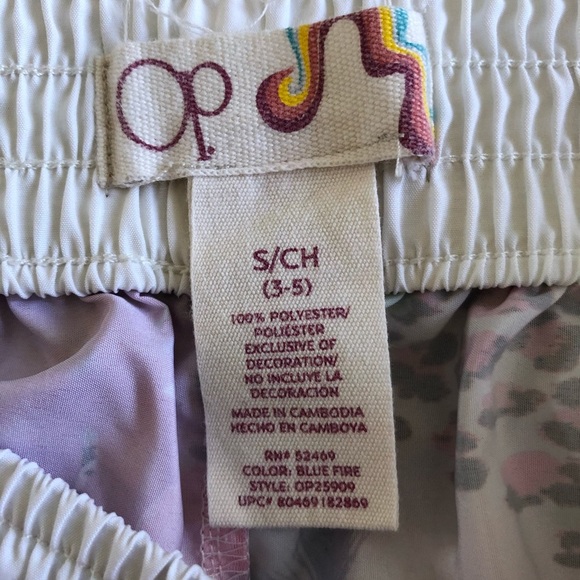 Op.
S/CH
(3-5)
100% POLYESTER/
POLIÉSTER
EXCLUSIVE OF
DECORATION/
NO INCLUYE LA
DECORACIÓN
MADE IN CAMBODIA
HECHO EN CAMBOYA
RN# 52469
COLOR: BLUE FIRE
STYLE: OP25909
UPC# 80469182869